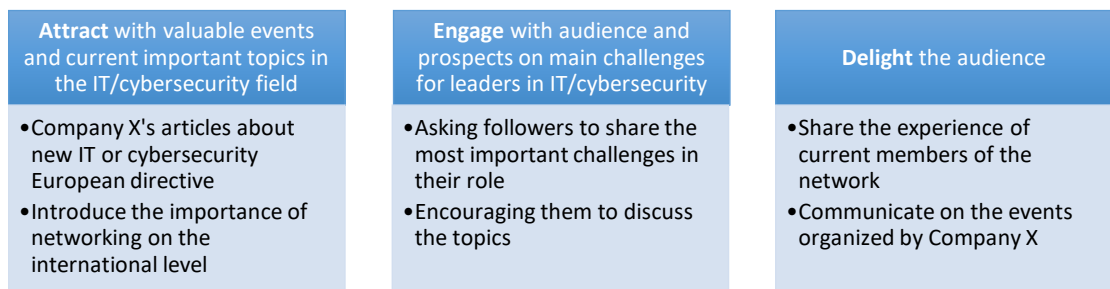 Attract with valuable events
and current important topics in
the IT/cybersecurity field
•Company X's articles about
new IT or cybersecurity
European directive
•Introduce the importance of
networking on the
international level
Engage with audience and
prospects on main challenges
for leaders in IT/cybersecurity
•Asking followers to share the
most important challenges in
their role
•Encouraging them to discuss
the topics
Delight the audience
•Share the experience of
current members of the
network
•Communicate on the events
organized by Company X